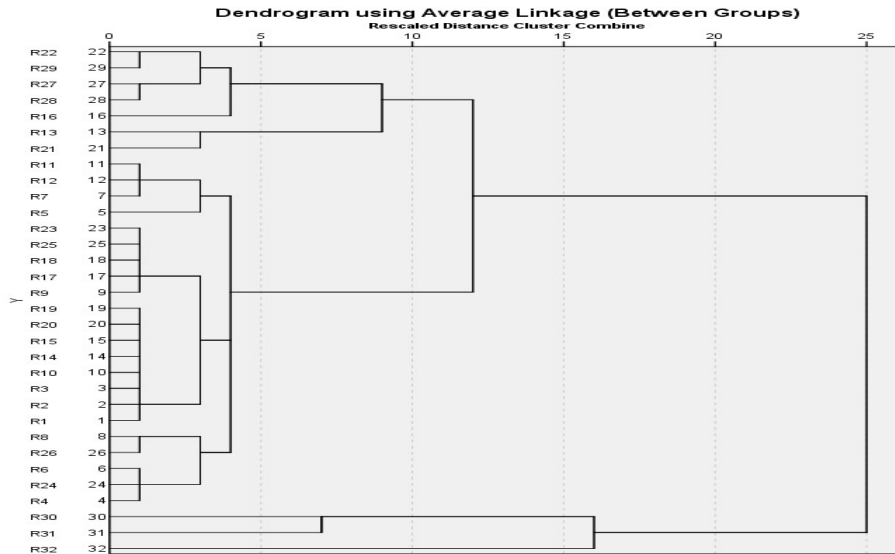 Dendrogram using Average Linkage (Between Groups)
Rescaled Distance Cluster Combine
0 5 10 15 20 25
R22 22
R29 29
R27 27
R28 28
R16 16
R13 13
R21 21
R11 11
R12 12
R7 7
R5 5
R23 23
R25 25
R18 18
R17 17
R9 9
Y
R19 19
R20 20
R15 15
R14 14
R10 10
R3 3
R2 2
R1 1
R8 8
R26 26
R6 6
R24 24
R4 4
R30 30
R31 31
R32 32